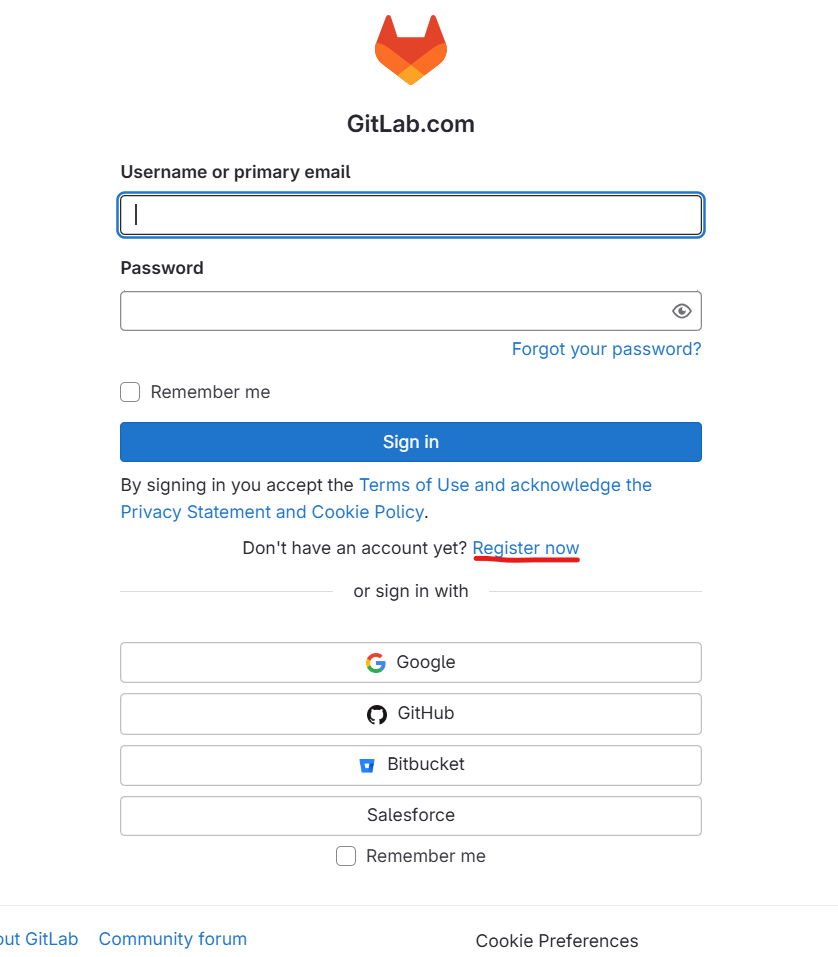 GitLab.com
Username or primary email
Password
Forgot your password?
Remember me
Sign in
By signing in you accept the Terms of Use and acknowledge the
Privacy Statement and Cookie Policy.
Don't have an account yet? Register now
or sign in with
Google
GitHub
Bitbucket
Salesforce
Remember me
out GitLab Community forum Cookie Preferences